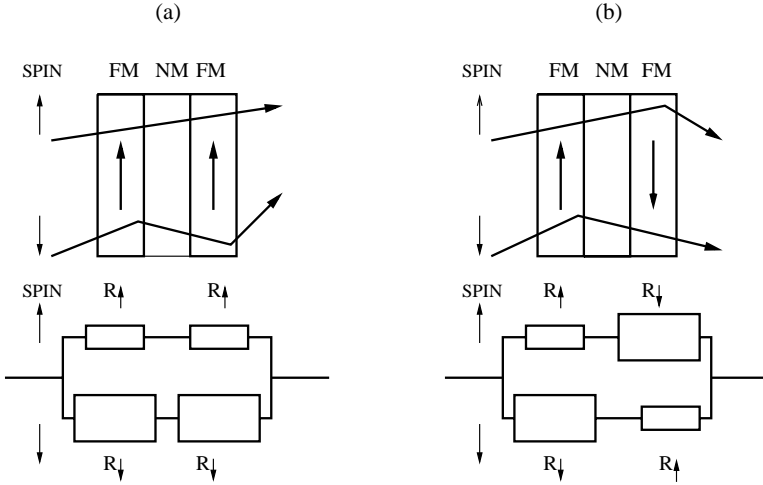 (a) (b)
SPIN FM NM FM SPIN FM NM FM
SPIN R↑ R↑ SPIN R↑ R↓
R↓ R↓ R↓ R↑